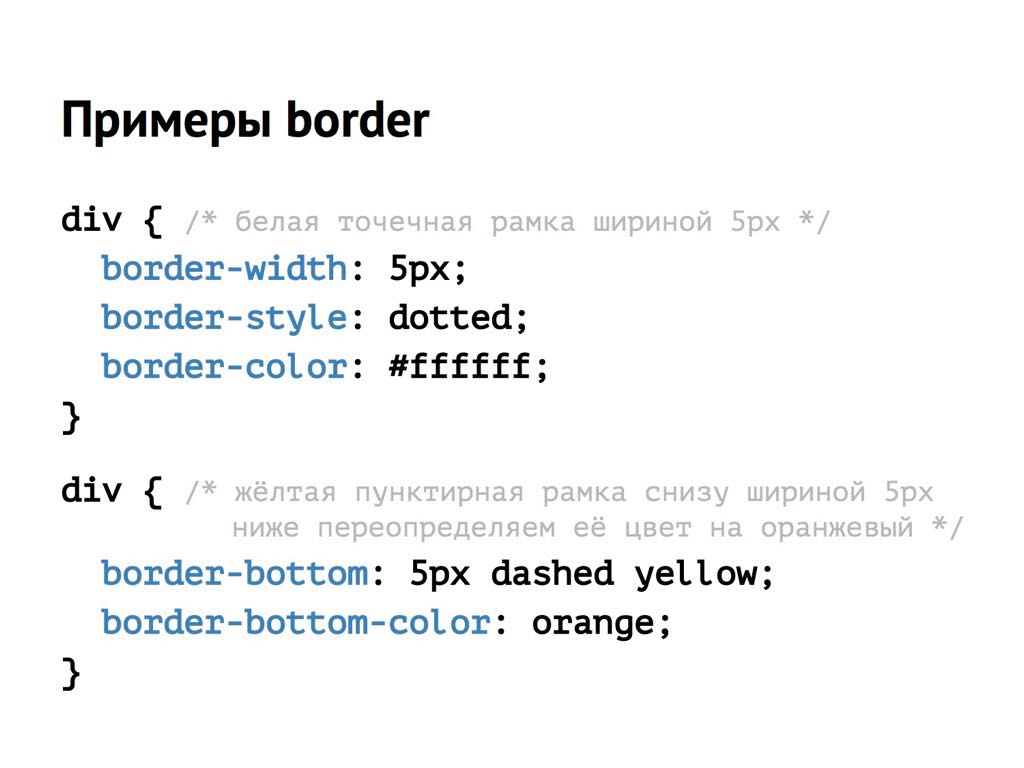 Примеры border
div { /* белая точечная рамка шириной 5px */
border-width: 5px;
border-style: dotted;
border-color: #ffffff;
}
div { /* жёлтая пунктирная рамка снизу шириной 5px
ниже переопределяем её цвет на оранжевый */
border-bottom: 5px dashed yellow;
border-bottom-color: orange;
}